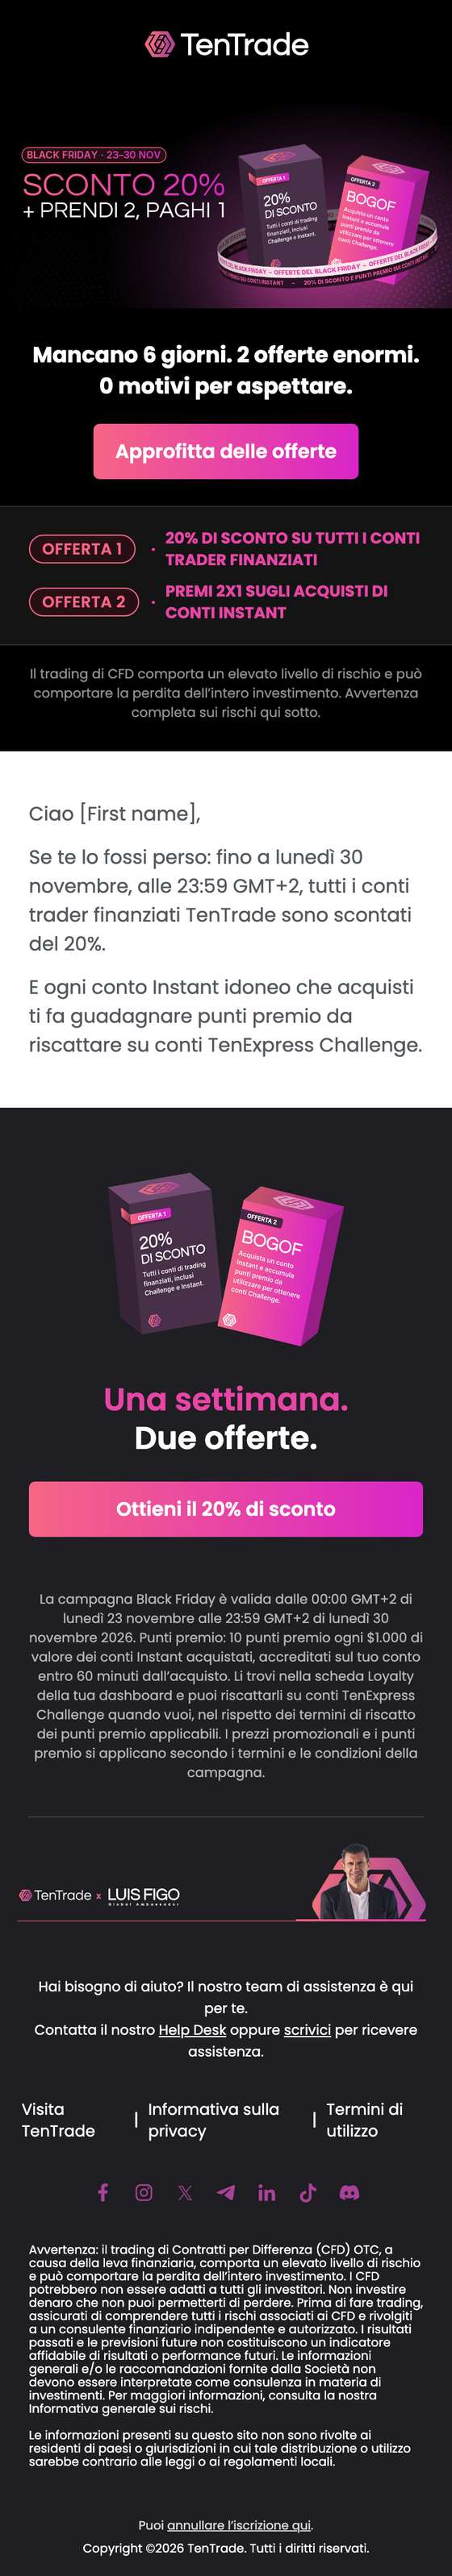 TenTrade
BLACK FRIDAY · 23–30 NOV
SCONTO 20%
+ PRENDI 2, PAGHI 1
OFFERTA 1
20%
DI SCONTO
Tutti i conti di trading
finanziati, inclusi
Challenge e Instant.
OFFERTA 2
BOGOF
Acquista un conto
Instant e accumula
punti premio da
utilizzare per ottenere
conti Challenge.
DEL BLACK FRIDAY – OFFERTE DEL BLACK FRIDAY – OFFERTE DEL BLACK FRIDAY
SUI CONTI INSTANT - 20% DI SCONTO E PUNTI PREMIO SUI CONTI INSTANT
Mancano 6 giorni. 2 offerte enormi.
0 motivi per aspettare.
Approfitta delle offerte
OFFERTA 1 · 20% DI SCONTO SU TUTTI I CONTI
TRADER FINANZIATI
OFFERTA 2 · PREMI 2X1 SUGLI ACQUISTI DI
CONTI INSTANT
Il trading di CFD comporta un elevato livello di rischio e può
comportare la perdita dell’intero investimento. Avvertenza
completa sui rischi qui sotto.
Ciao [First name],
Se te lo fossi perso: fino a lunedì 30
novembre, alle 23:59 GMT+2, tutti i conti
trader finanziati TenTrade sono scontati
del 20%.
E ogni conto Instant idoneo che acquisti
ti fa guadagnare punti premio da
riscattare su conti TenExpress Challenge.
OFFERTA 1
20%
DI SCONTO
Tutti i conti di trading
finanziati, inclusi
Challenge e Instant.
OFFERTA 2
BOGOF
Acquista un conto
Instant e accumula
punti premio da
utilizzare per ottenere
conti Challenge.
Una settimana.
Due offerte.
Ottieni il 20% di sconto
La campagna Black Friday è valida dalle 00:00 GMT+2 di
lunedì 23 novembre alle 23:59 GMT+2 di lunedì 30
novembre 2026. Punti premio: 10 punti premio ogni $1.000 di
valore dei conti Instant acquistati, accreditati sul tuo conto
entro 60 minuti dall’acquisto. Li trovi nella scheda Loyalty
della tua dashboard e puoi riscattarli su conti TenExpress
Challenge quando vuoi, nel rispetto dei termini di riscatto
dei punti premio applicabili. I prezzi promozionali e i punti
premio si applicano secondo i termini e le condizioni della
campagna.
TenTrade x LUIS FIGO
Global Ambassador
Hai bisogno di aiuto? Il nostro team di assistenza è qui
per te.
Contatta il nostro Help Desk oppure scrivici per ricevere
assistenza.
Visita
TenTrade
|
Informativa sulla
privacy
|
Termini di
utilizzo
Avvertenza: il trading di Contratti per Differenza (CFD) OTC, a
causa della leva finanziaria, comporta un elevato livello di rischio
e può comportare la perdita dell’intero investimento. I CFD
potrebbero non essere adatti a tutti gli investitori. Non investire
denaro che non puoi permetterti di perdere. Prima di fare trading,
assicurati di comprendere tutti i rischi associati ai CFD e rivolgiti
a un consulente finanziario indipendente e autorizzato. I risultati
passati e le previsioni future non costituiscono un indicatore
affidabile di risultati o performance futuri. Le informazioni
generali e/o le raccomandazioni fornite dalla Società non
devono essere interpretate come consulenza in materia di
investimenti. Per maggiori informazioni, consulta la nostra
Informativa generale sui rischi.
Le informazioni presenti su questo sito non sono rivolte ai
residenti di paesi o giurisdizioni in cui tale distribuzione o utilizzo
sarebbe contrario alle leggi o ai regolamenti locali.
Puoi annullare l’iscrizione qui.
Copyright ©2026 TenTrade. Tutti i diritti riservati.